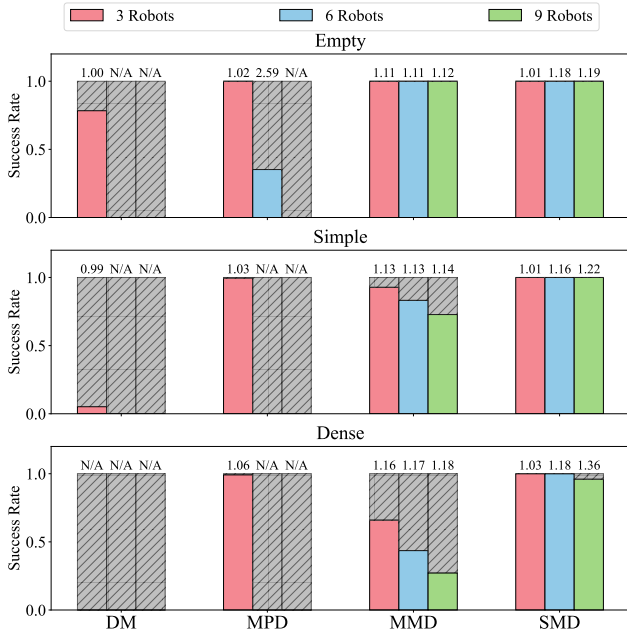 3 Robots 6 Robots 9 Robots
Empty
1.00 N/A N/A 1.02 2.59 N/A 1.11 1.11 1.12 1.01 1.18 1.19
Success Rate
1.0
0.5
0.0
Simple
0.99 N/A N/A 1.03 N/A N/A 1.13 1.13 1.14 1.01 1.16 1.22
Success Rate
1.0
0.5
0.0
Dense
N/A N/A N/A 1.06 N/A N/A 1.16 1.17 1.18 1.03 1.18 1.36
Success Rate
1.0
0.5
0.0
DM MPD MMD SMD